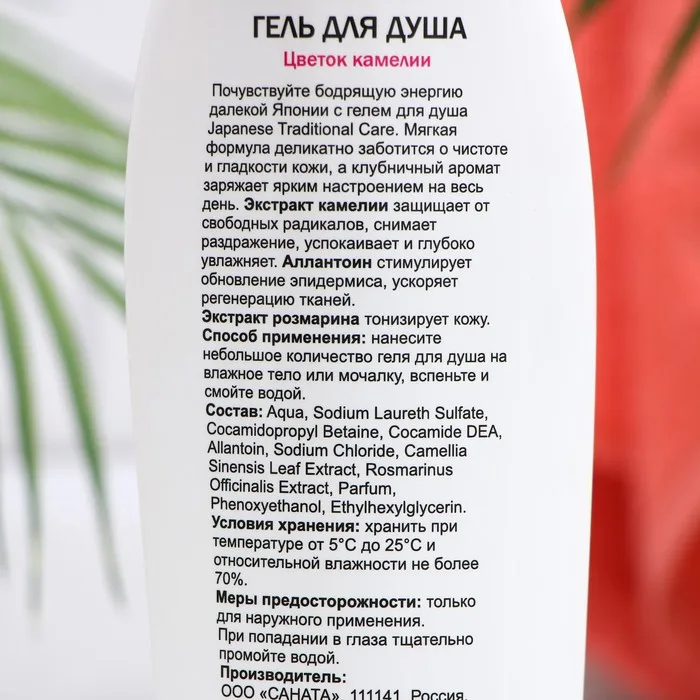 ГЕЛЬ ДЛЯ ДУША
Цветок камелии
Почувствуйте бодрящую энергию
далекой Японии с гелем для душа
Japanese Traditional Care. Мягкая
формула деликатно заботится о чистоте
и гладкости кожи, а клубничный аромат
заряжает ярким настроением на весь
день. Экстракт камелии защищает от
свободных радикалов, снимает
раздражение, успокаивает и глубоко
увлажняет. Аллантоин стимулирует
обновление эпидермиса, ускоряет
регенерацию тканей.
Экстракт розмарина тонизирует кожу.
Способ применения: нанесите
небольшое количество геля для душа на
влажное тело или мочалку, вспеньте и
смойте водой.
Состав: Aqua, Sodium Laureth Sulfate,
Cocamidopropyl Betaine, Cocamide DEA,
Allantoin, Sodium Chloride, Camellia
Sinensis Leaf Extract, Rosmarinus
Officinalis Extract, Parfum,
Phenoxyethanol, Ethylhexylglycerin.
Условия хранения: хранить при
температуре от 5°C до 25°C и
относительной влажности не более
70%.
Меры предосторожности: только
для наружного применения.
При попадании в глаза тщательно
промойте водой.
Производитель:
ООО «САНАТА», 111141, Россия,